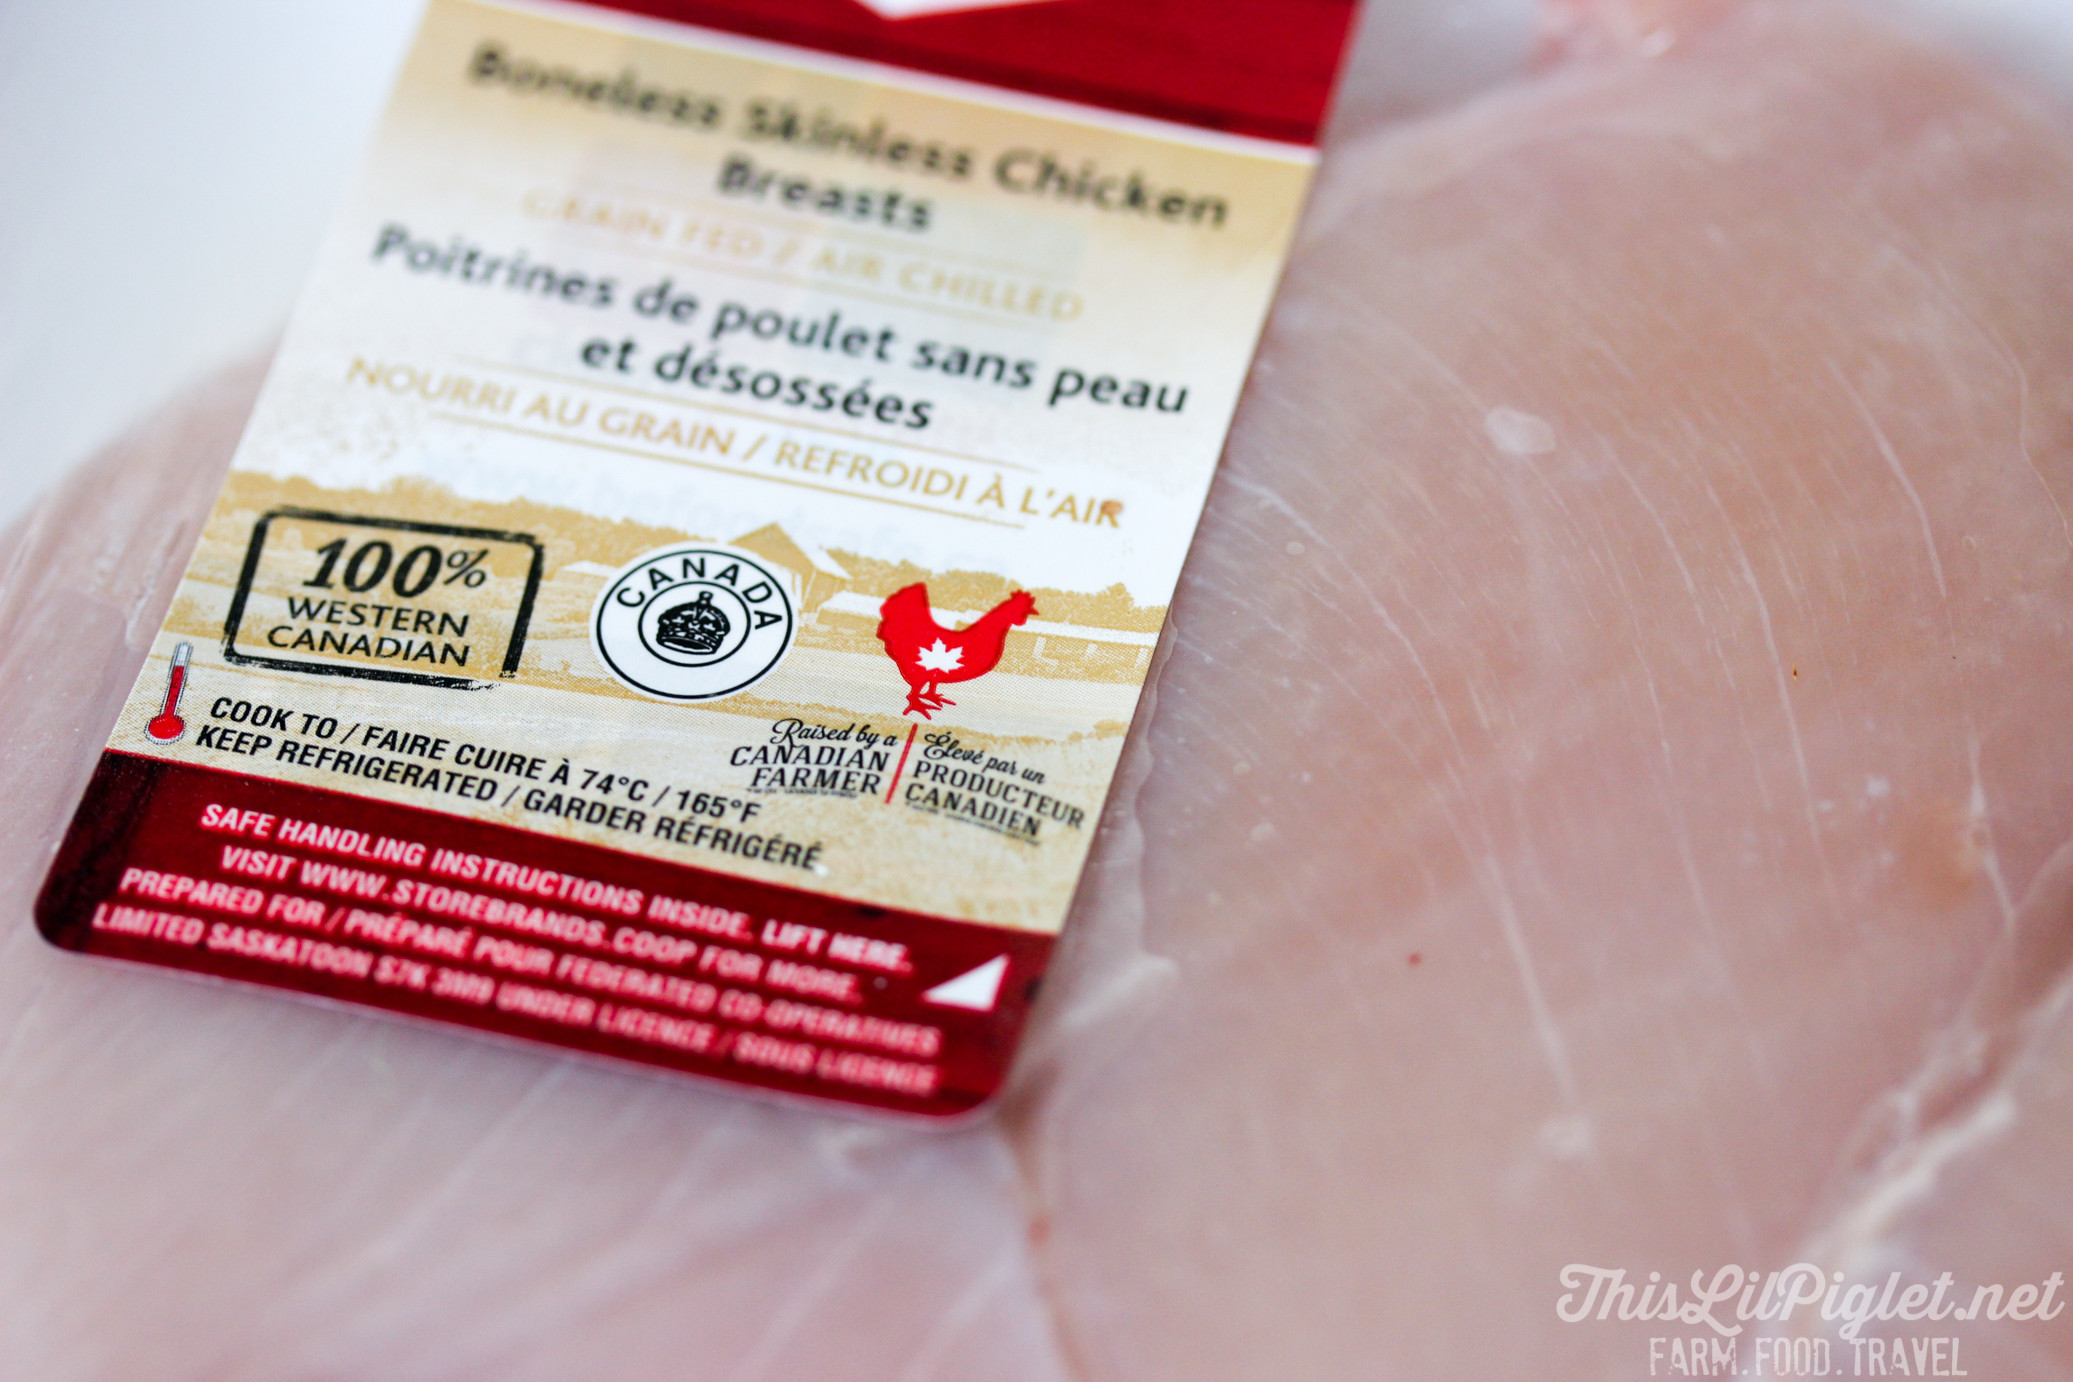 Boneless Skinless Chicken
Breasts
GRAIN FED / AIR CHILLED
Poitrines de poulet sans peau
et désossées
NOURRI AU GRAIN / REFROIDI À L'AIR
100%
WESTERN
CANADIAN
CANADA
Raised by a
CANADIAN
FARMER
Élevé par un
PRODUCTEUR
CANADIEN
COOK TO / FAIRE CUIRE À 74°C / 165°F
KEEP REFRIGERATED / GARDER RÉFRIGÉRÉ
SAFE HANDLING INSTRUCTIONS INSIDE. LIFT HERE.
VISIT WWW.STOREBRANDS.COOP FOR MORE.
PREPARED FOR / PRÉPARÉ POUR FEDERATED CO-OPERATIVES
LIMITED SASKATOON S7K 3M9 UNDER LICENCE / SOUS LICENCE
ThisLilPiglet.net
FARM.FOOD.TRAVEL